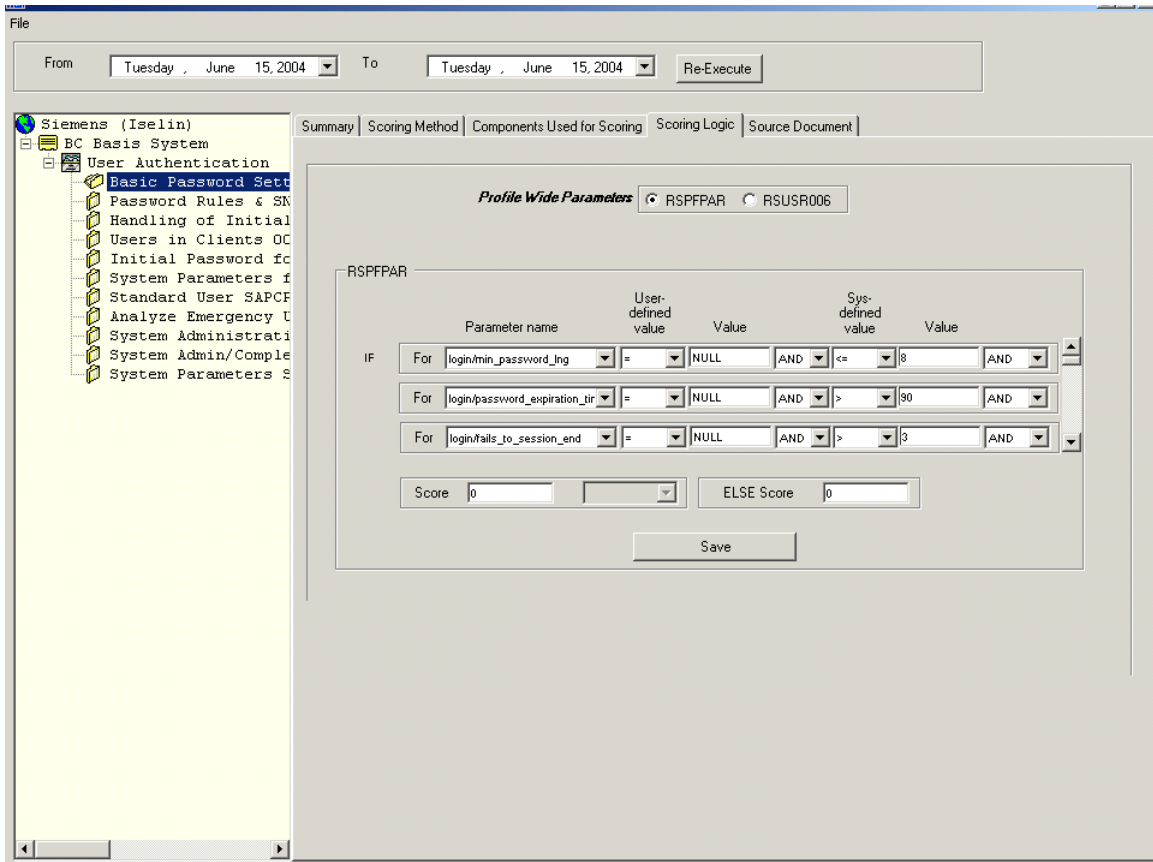 File
From Tuesday , June 15, 2004 To Tuesday , June 15, 2004 Re-Execute
Siemens (Iselin)
BC Basis System
User Authentication
Basic Password Sett
Password Rules & SN
Handling of Initial
Users in Clients 00
Initial Password fo
System Parameters f
Standard User SAPCP
Analyze Emergency U
System Administrati
System Admin/Comple
System Parameters S
Summary Scoring Method Components Used for Scoring Scoring Logic Source Document
Profile Wide Parameters RSPFPAR RSUSR006
RSPFPAR
Parameter name User-defined value Value Sys-defined value Value
IF For login/min_password_lng = NULL AND <= 8 AND
For login/password_expiration_tir = NULL AND > 90 AND
For login/fails_to_session_end = NULL AND > 3 AND
Score 0 ELSE Score 0
Save